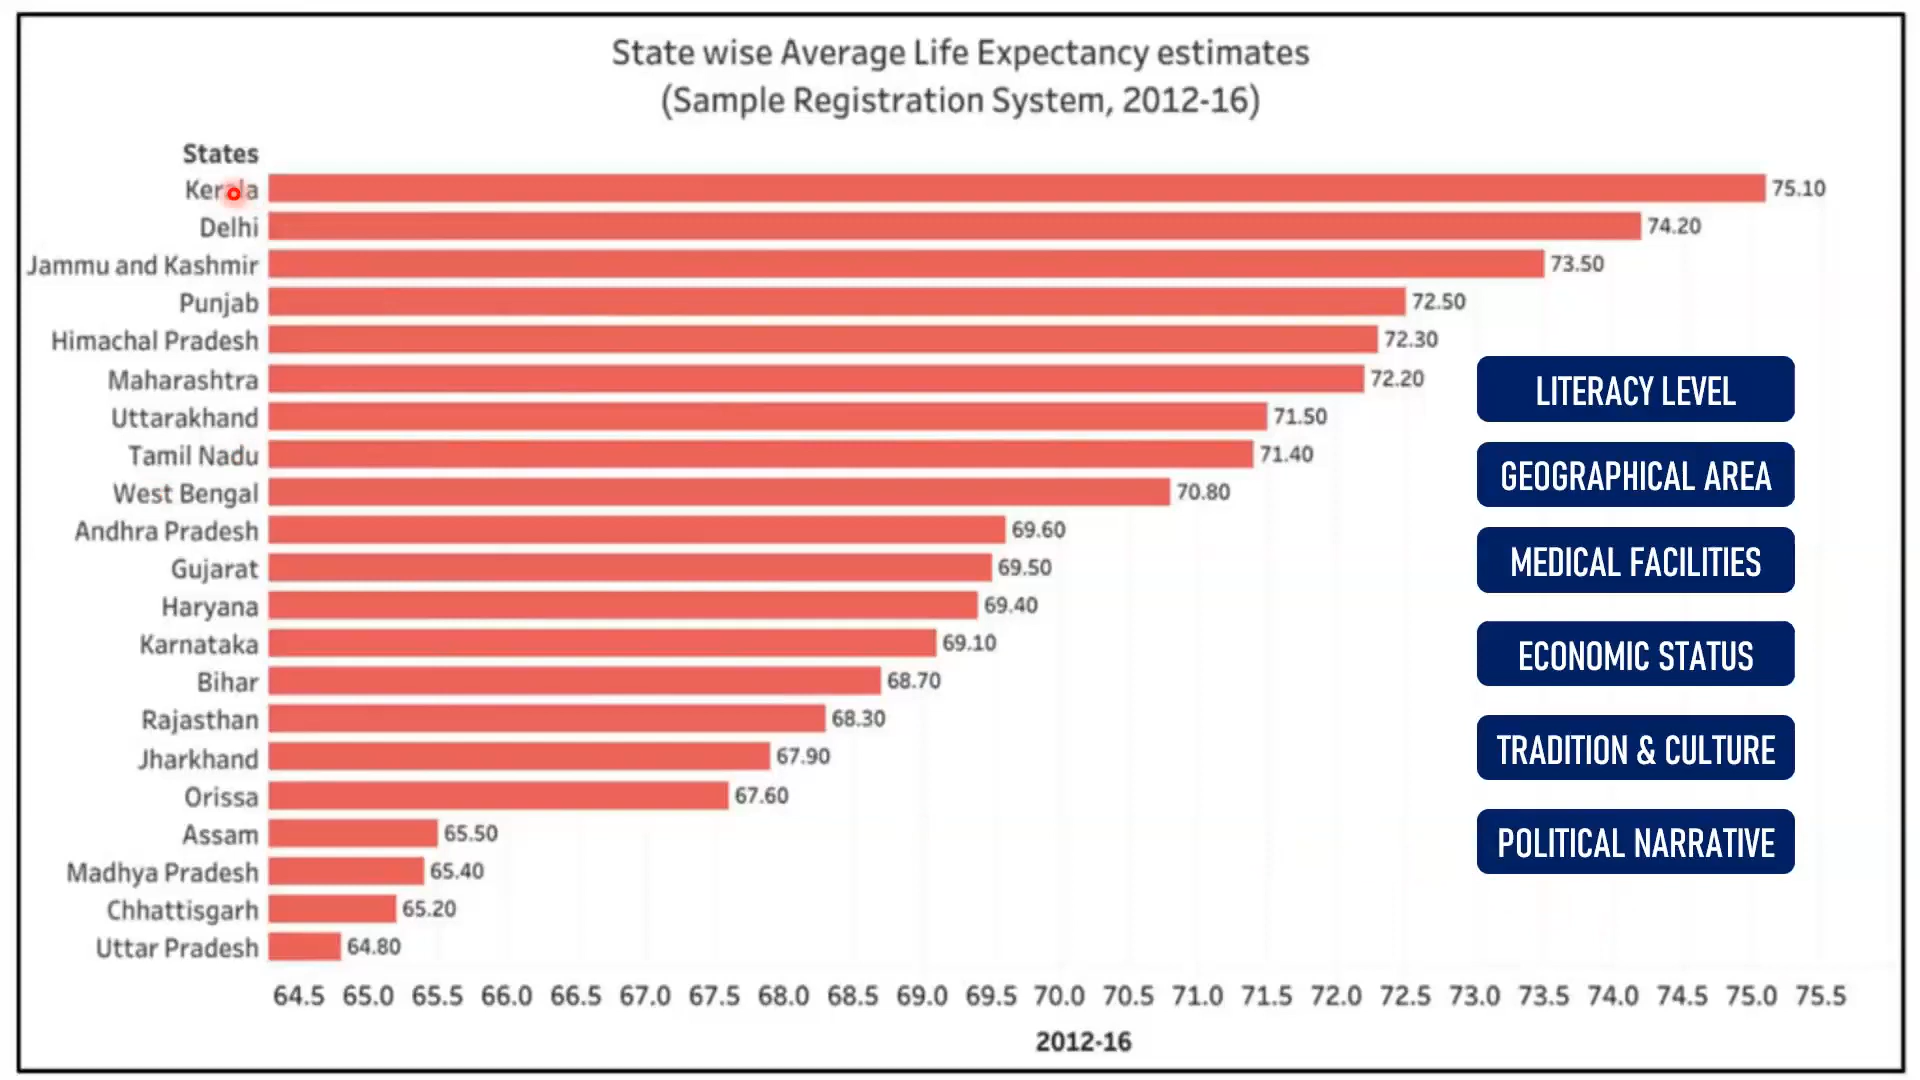 State wise Average Life Expectancy estimates
(Sample Registration System, 2012-16)
States
Kerala 75.10
Delhi 74.20
Jammu and Kashmir 73.50
Punjab 72.50
Himachal Pradesh 72.30
Maharashtra 72.20
Uttarakhand 71.50
Tamil Nadu 71.40
West Bengal 70.80
Andhra Pradesh 69.60
Gujarat 69.50
Haryana 69.40
Karnataka 69.10
Bihar 68.70
Rajasthan 68.30
Jharkhand 67.90
Orissa 67.60
Assam 65.50
Madhya Pradesh 65.40
Chhattisgarh 65.20
Uttar Pradesh 64.80
64.5 65.0 65.5 66.0 66.5 67.0 67.5 68.0 68.5 69.0 69.5 70.0 70.5 71.0 71.5 72.0 72.5 73.0 73.5 74.0 74.5 75.0 75.5
2012-16
LITERACY LEVEL
GEOGRAPHICAL AREA
MEDICAL FACILITIES
ECONOMIC STATUS
TRADITION & CULTURE
POLITICAL NARRATIVE